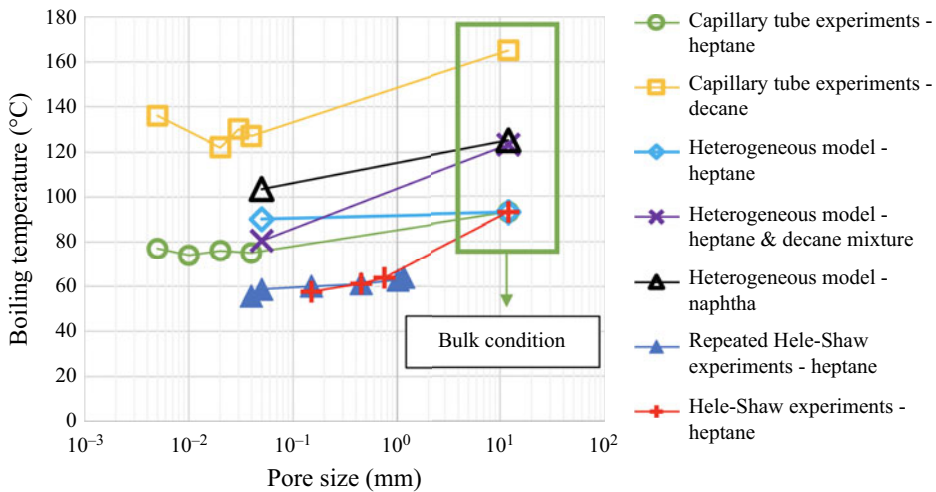 180
160
140
120
100
80
60
40
20
0
Boiling temperature (°C)
10⁻³
10⁻²
10⁻¹
10⁰
10¹
10²
Pore size (mm)
Bulk condition
Capillary tube experiments -
heptane
Capillary tube experiments -
decane
Heterogeneous model -
heptane
Heterogeneous model -
heptane & decane mixture
Heterogeneous model -
naphtha
Repeated Hele-Shaw
experiments - heptane
Hele-Shaw experiments -
heptane